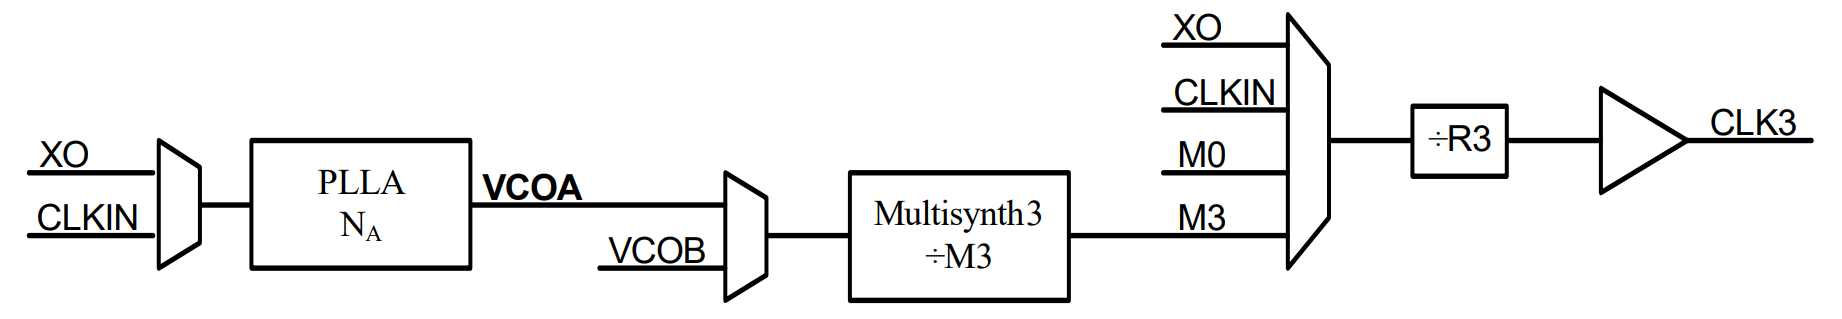 XO
CLKIN
PLLA
NA
VCOA
VCOB
Multisynth3
÷M3
XO
CLKIN
M0
M3
÷R3
CLK3